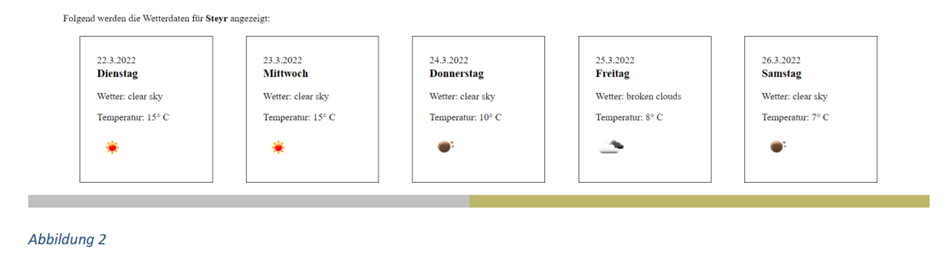 Folgend werden die Wetterdaten für Steyr angezeigt:
22.3.2022
Dienstag
Wetter: clear sky
Temperatur: 15° C
23.3.2022
Mittwoch
Wetter: clear sky
Temperatur: 15° C
24.3.2022
Donnerstag
Wetter: clear sky
Temperatur: 10° C
25.3.2022
Freitag
Wetter: broken clouds
Temperatur: 8° C
26.3.2022
Samstag
Wetter: clear sky
Temperatur: 7° C
Abbildung 2